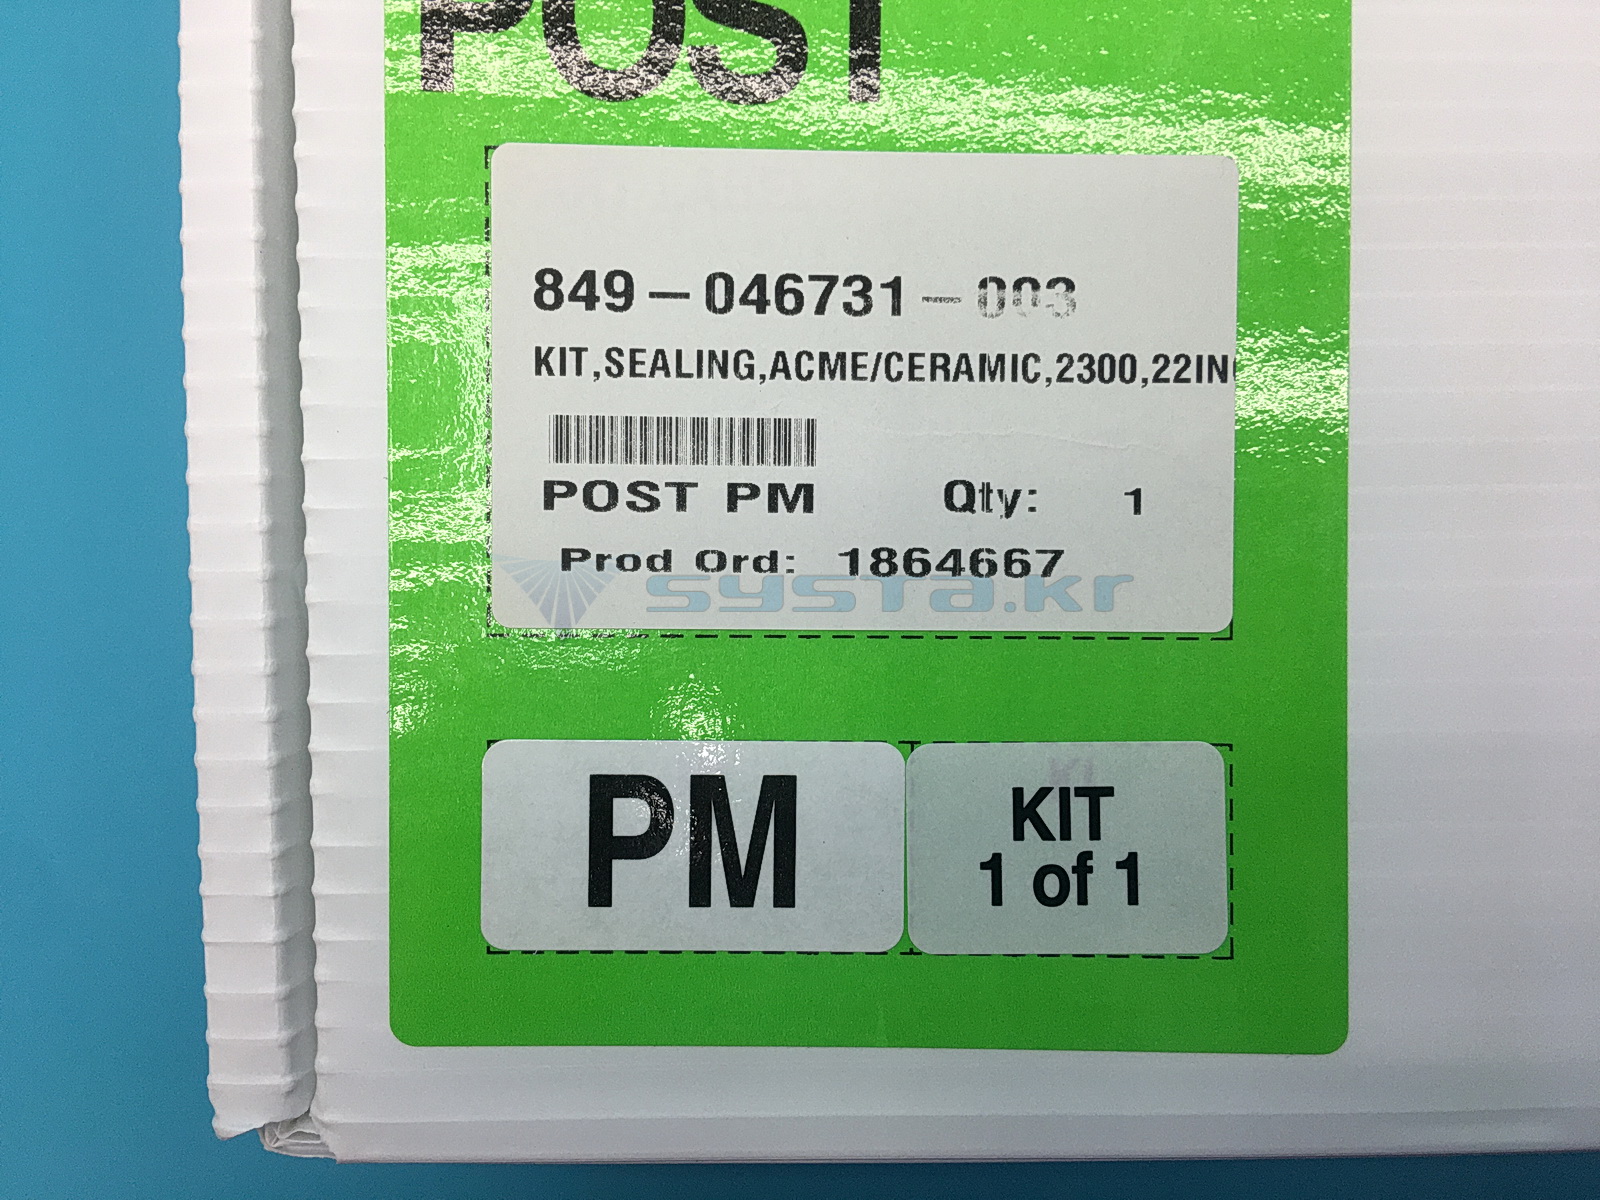 POST
849-046731-003
KIT,SEALING,ACME/CERAMIC,2300,22IN
POST PM
Qty: 1
Prod Ord: 1864667
systa.kr
PM
KIT
1 of 1